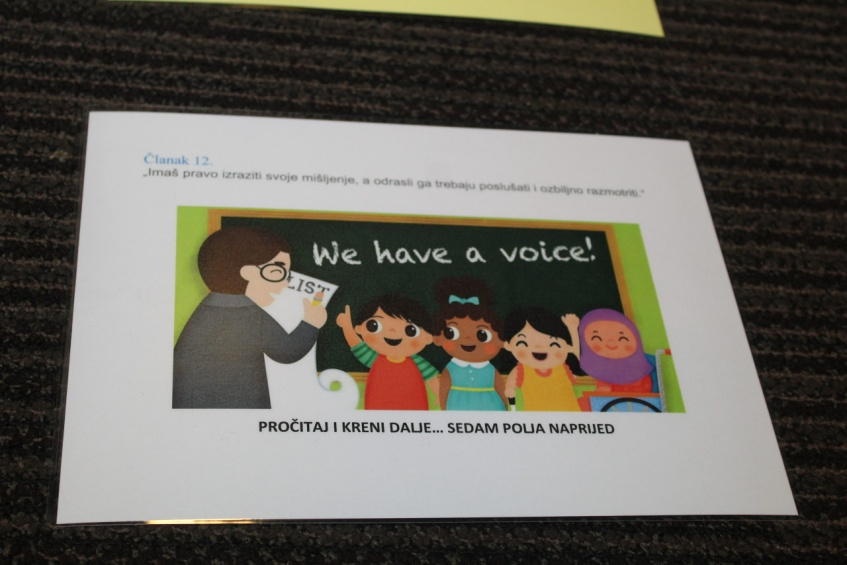 Članak 12.
„Imaš pravo izraziti svoje mišljenje, a odrasli ga trebaju poslušati i ozbiljno razmotriti.“
We have a voice!
LIST
PROČITAJ I KRENI DALJE... SEDAM POLJA NAPRIJED